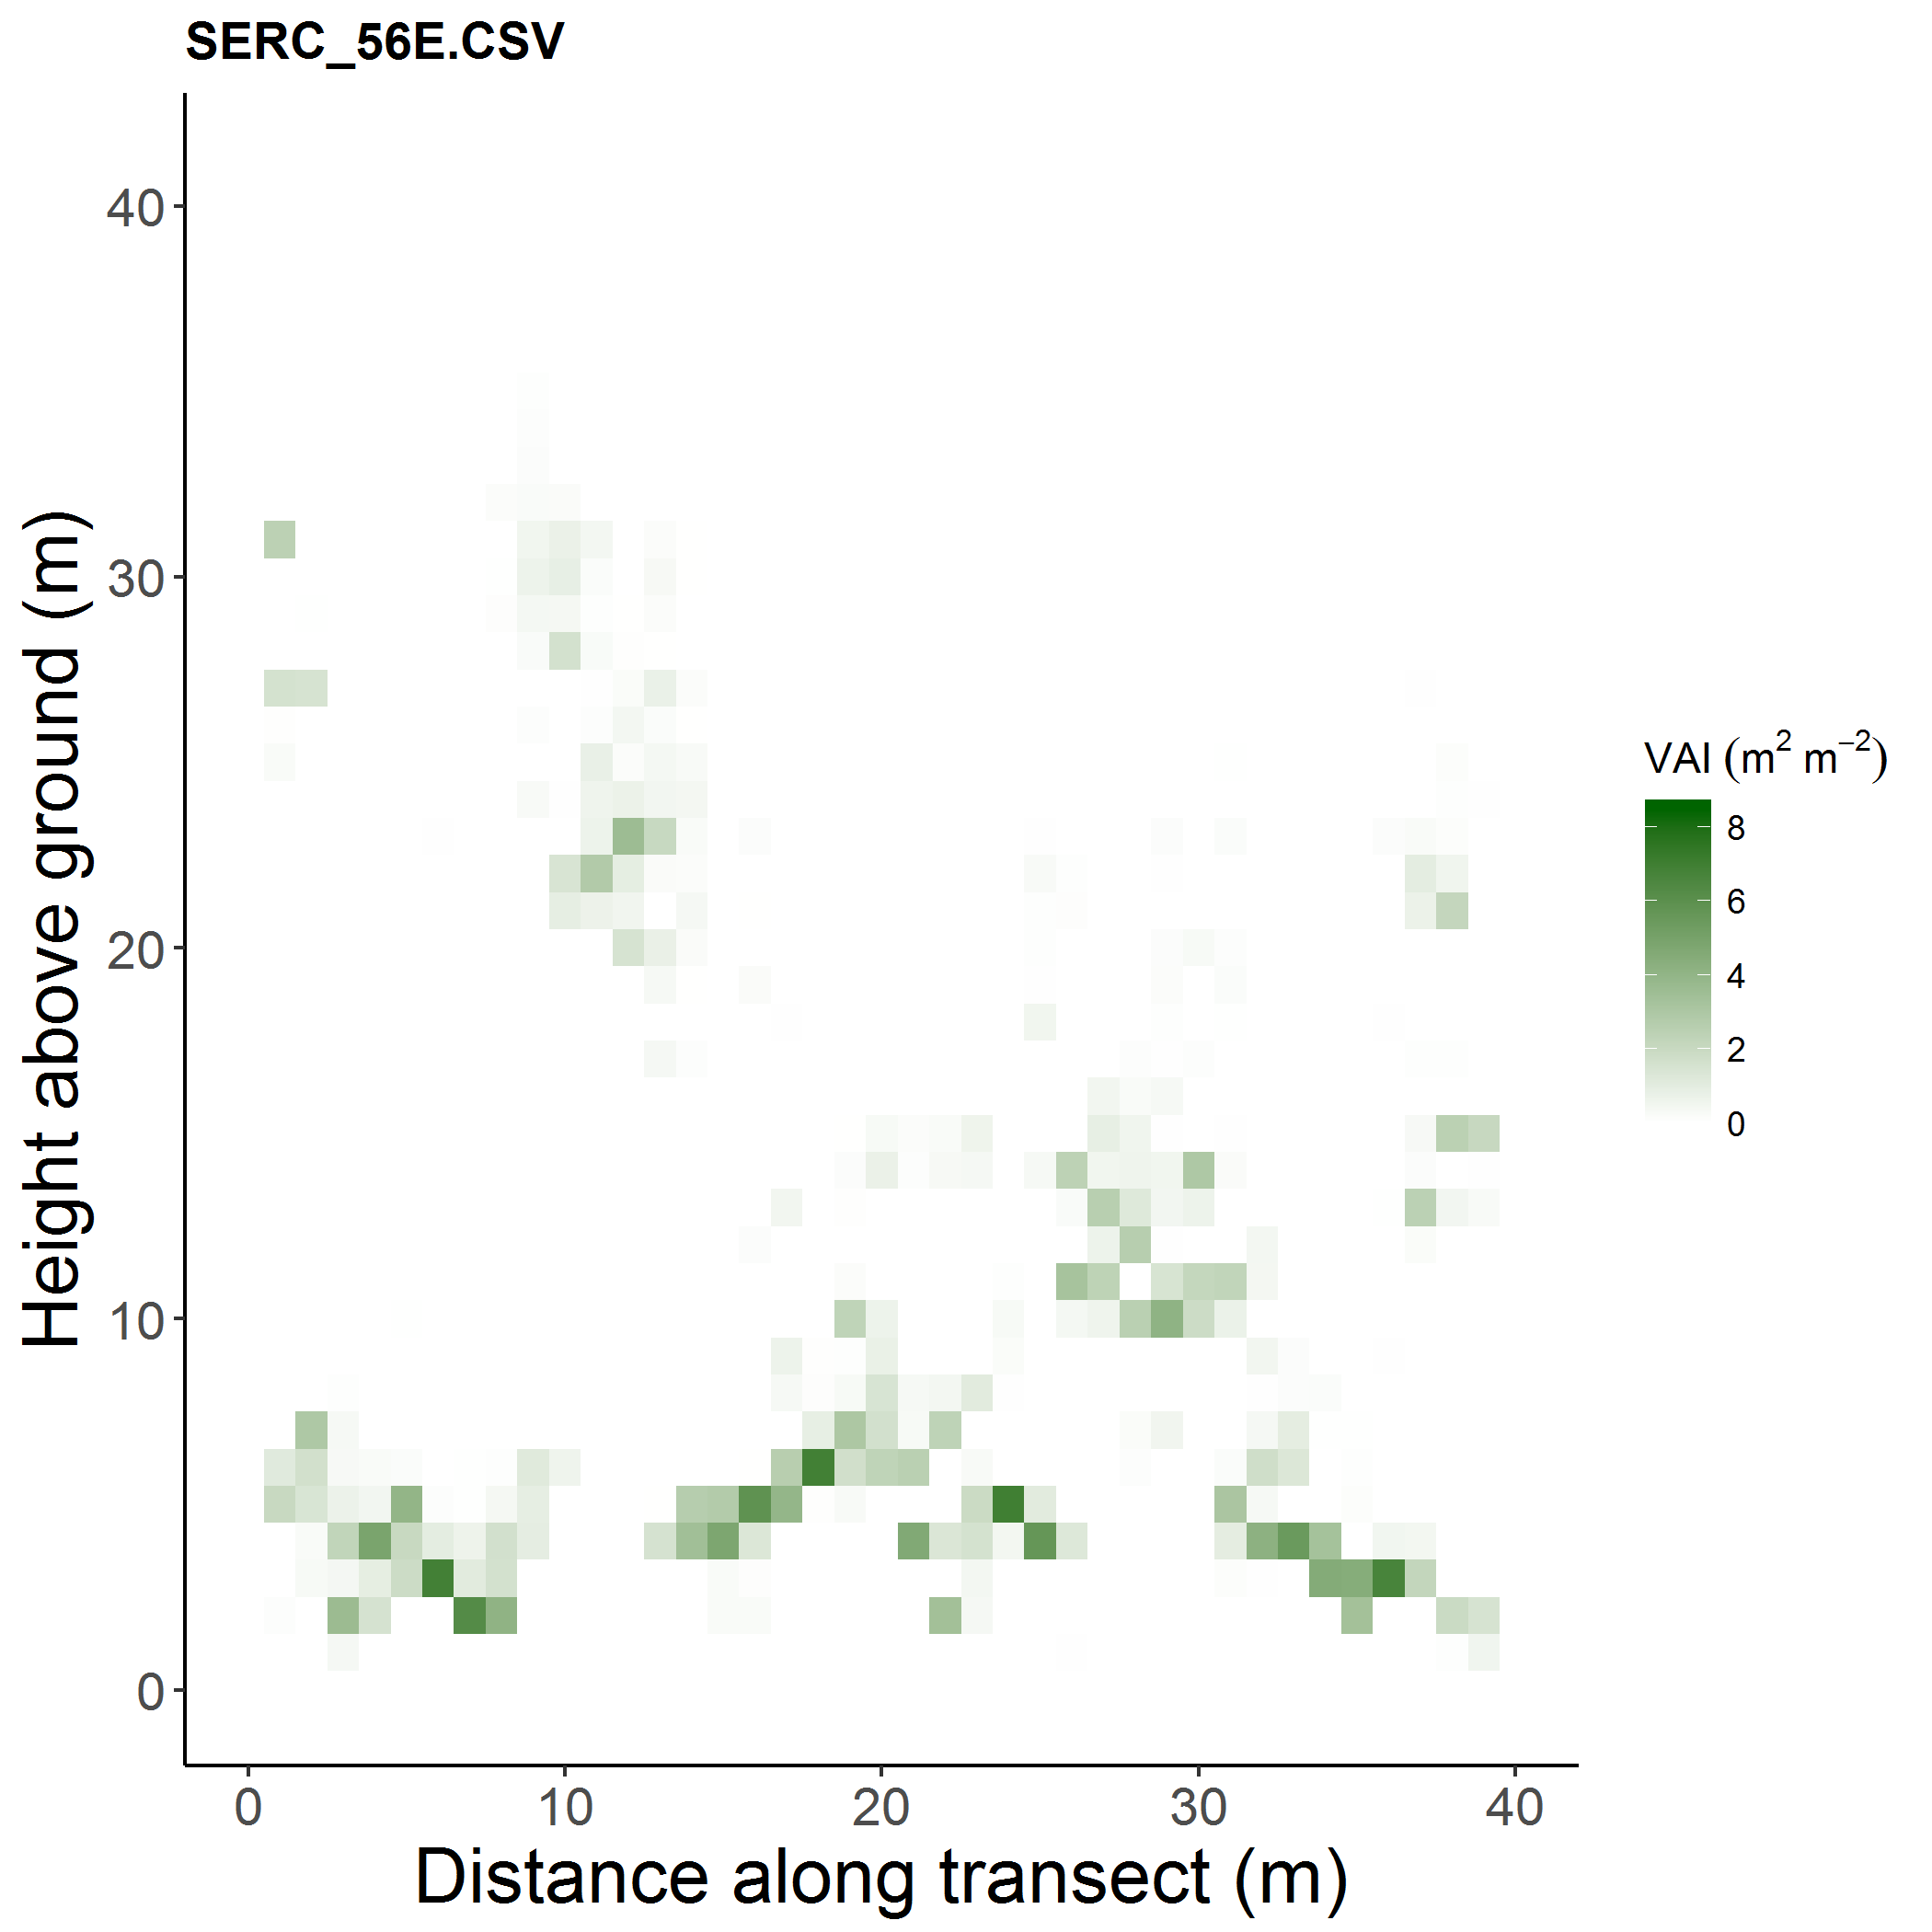 SERC_56E.CSV
Height above ground (m)
40
30
20
10
0
0 10 20 30 40
Distance along transect (m)
VAI (m² m⁻²)
8
6
4
2
0